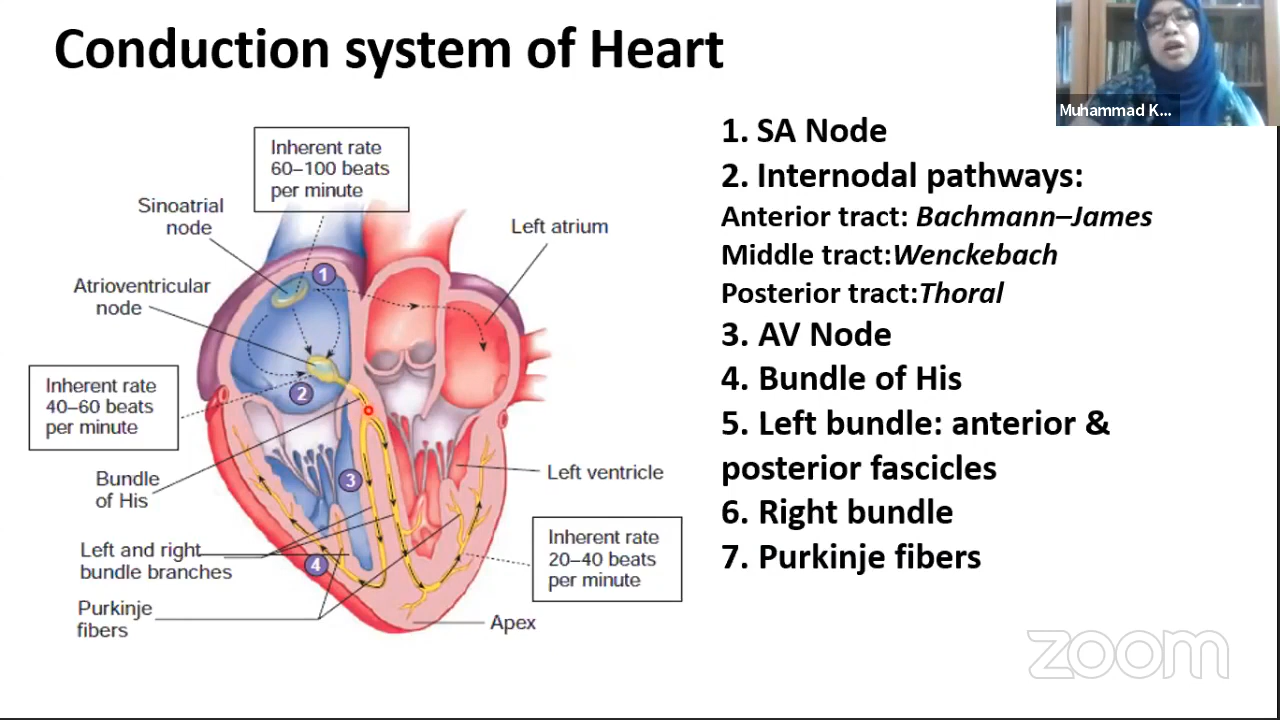 Conduction system of Heart
Muhammad K...
Inherent rate
60–100 beats
per minute
Sinoatrial
node
Left atrium
Atrioventricular
node
1
Inherent rate
40–60 beats
per minute
2
Bundle
of His
3
Left ventricle
Left and right
bundle branches
4
Inherent rate
20–40 beats
per minute
Purkinje
fibers
Apex
1. SA Node
2. Internodal pathways:
Anterior tract: Bachmann–James
Middle tract:Wenckebach
Posterior tract:Thoral
3. AV Node
4. Bundle of His
5. Left bundle: anterior &
posterior fascicles
6. Right bundle
7. Purkinje fibers
zoom